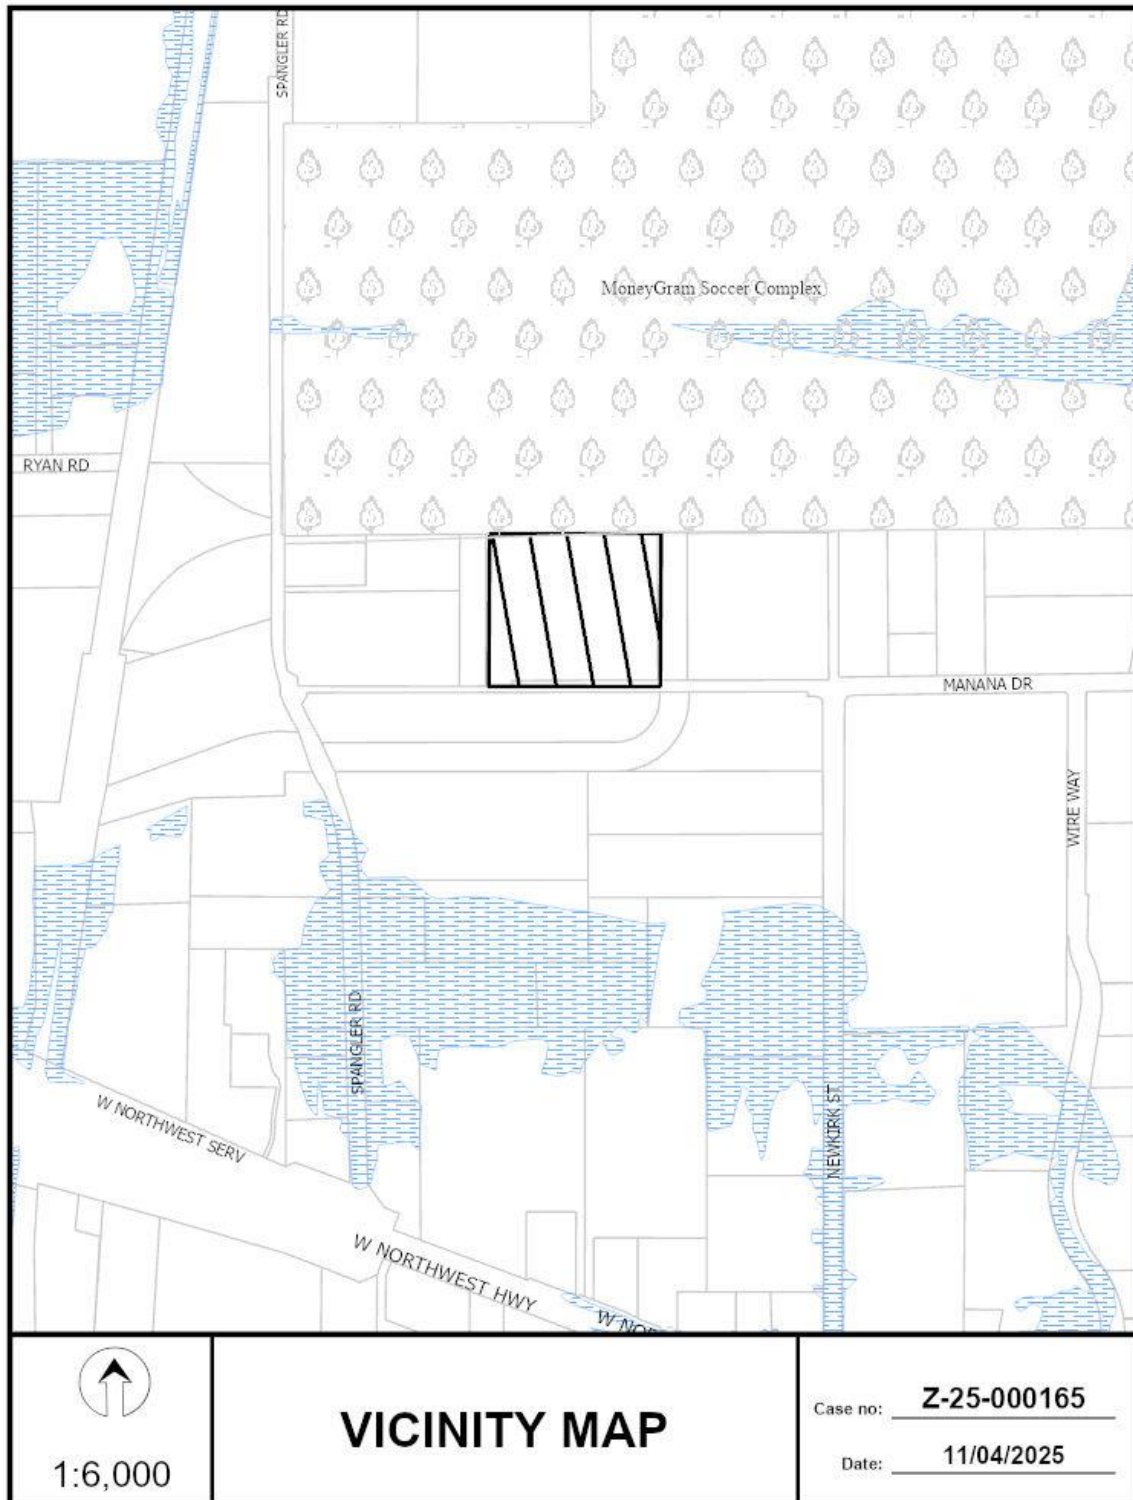 SPANGLER RD
MoneyGram Soccer Complex
RYAN RD
MANANA DR
WIRE WAY
SPANGLER RD
NEWKIRK ST
W NORTHWEST SERV
W NORTHWEST HWY
1:6,000
VICINITY MAP
Case no: Z-25-000165
Date: 11/04/2025